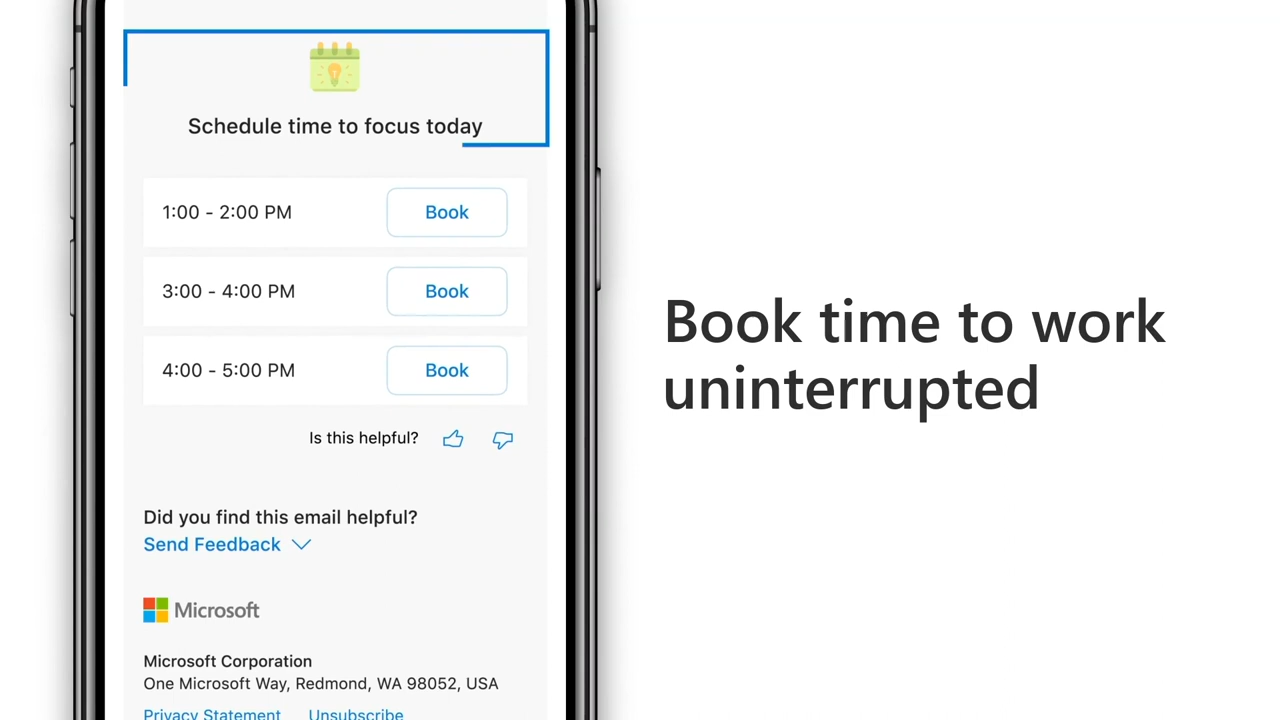 Schedule time to focus today
1:00 - 2:00 PM
Book
3:00 - 4:00 PM
Book
4:00 - 5:00 PM
Book
Is this helpful?
Did you find this email helpful?
Send Feedback
Microsoft
Microsoft Corporation
One Microsoft Way, Redmond, WA 98052, USA
Privacy Statement Unsubscribe
Book time to work
uninterrupted